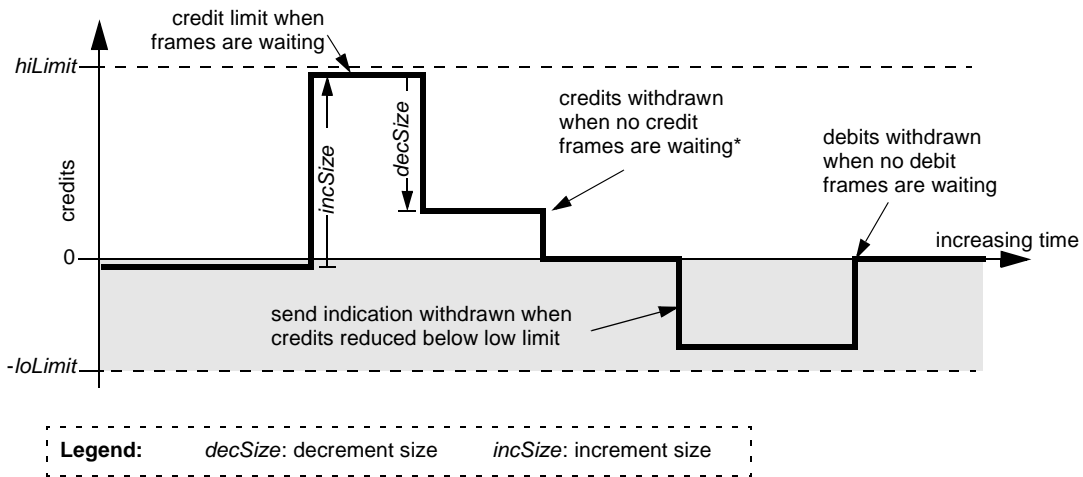 credit limit when
frames are waiting
hiLimit
credits withdrawn
when no credit
frames are waiting*
debits withdrawn
when no debit
frames are waiting
decSize
incSize
credits
0
increasing time
send indication withdrawn when
credits reduced below low limit
-loLimit
Legend: decSize: decrement size incSize: increment size